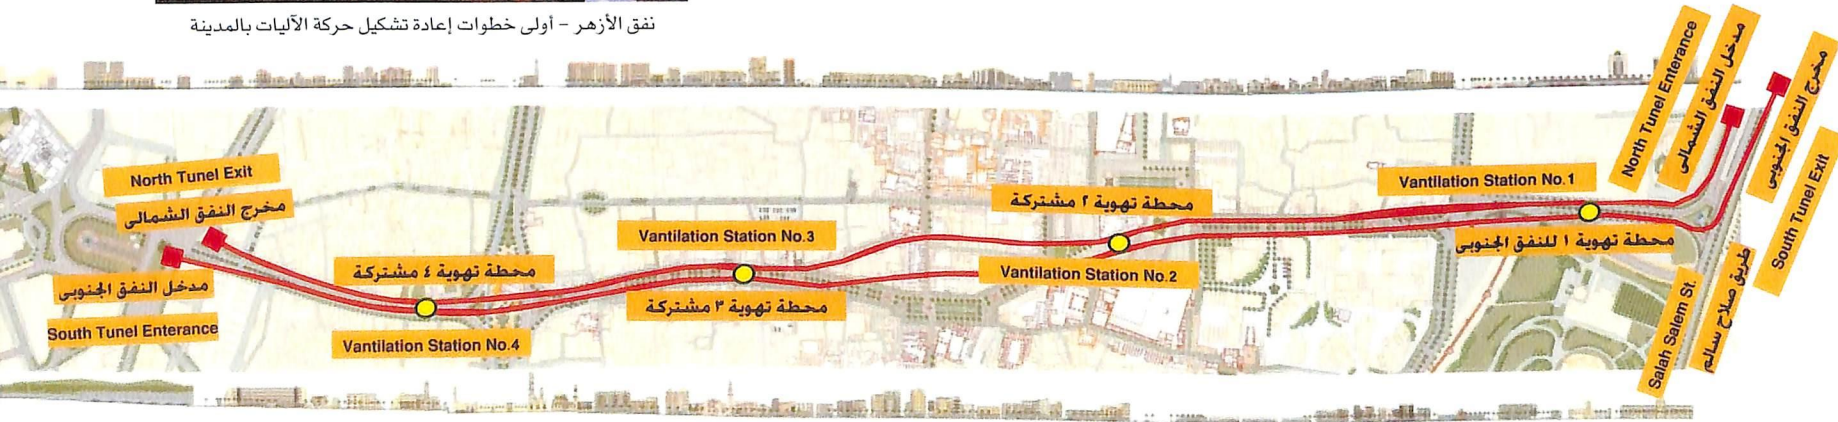 نفق الأزهر – أولى خطوات إعادة تشكيل حركة الآليات بالمدينة
North Tunel Enterance
مدخل النفق الشمالى
مخرج النفق الجنوبى
South Tunel Exit
North Tunel Exit
مخرج النفق الشمالى
مدخل النفق الجنوبى
South Tunel Enterance
محطة تهوية ٤ مشتركة
Vantilation Station No.4
Vantilation Station No.3
محطة تهوية ٣ مشتركة
محطة تهوية ٢ مشتركة
Vantilation Station No.2
Vantilation Station No.1
محطة تهوية ١ للنفق الجنوبى
Salah Salem St.
طريق صلاح سالم